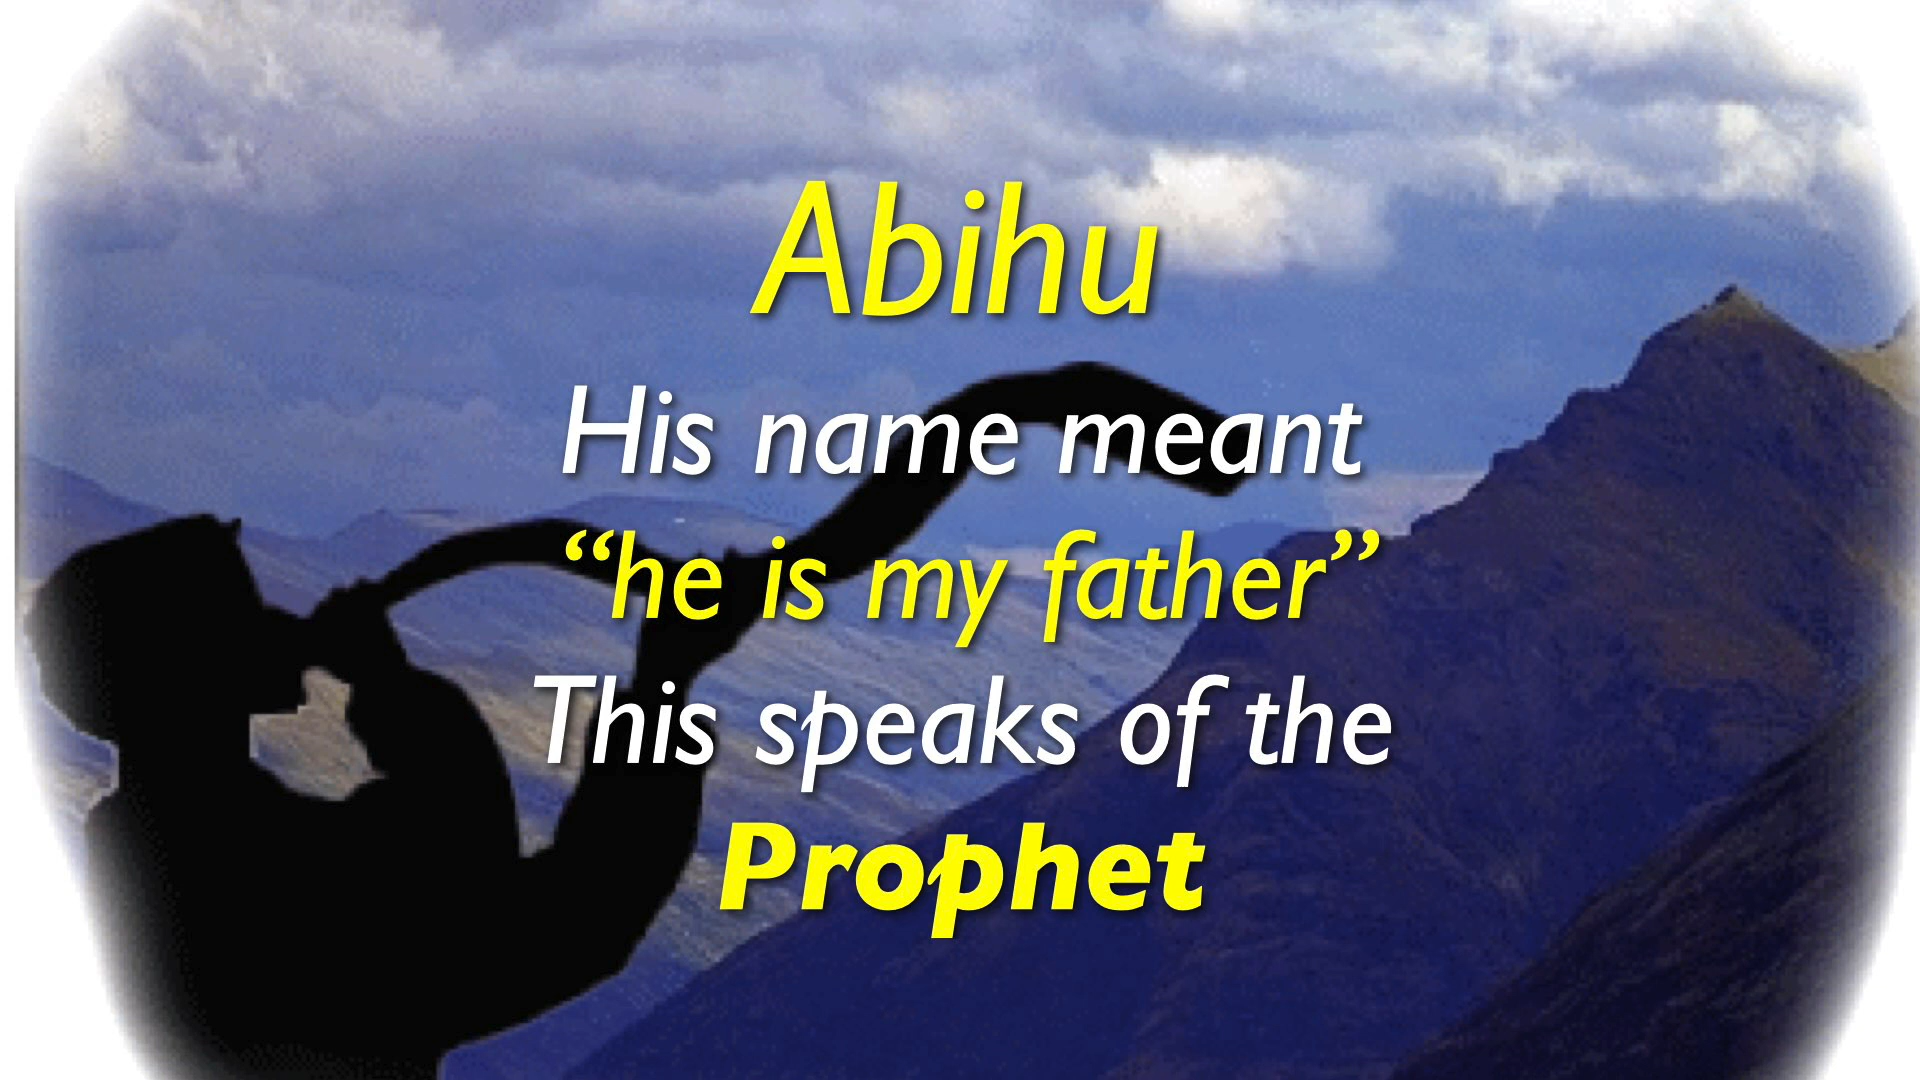 Abihu
His name meant
“he is my father”
This speaks of the
Prophet